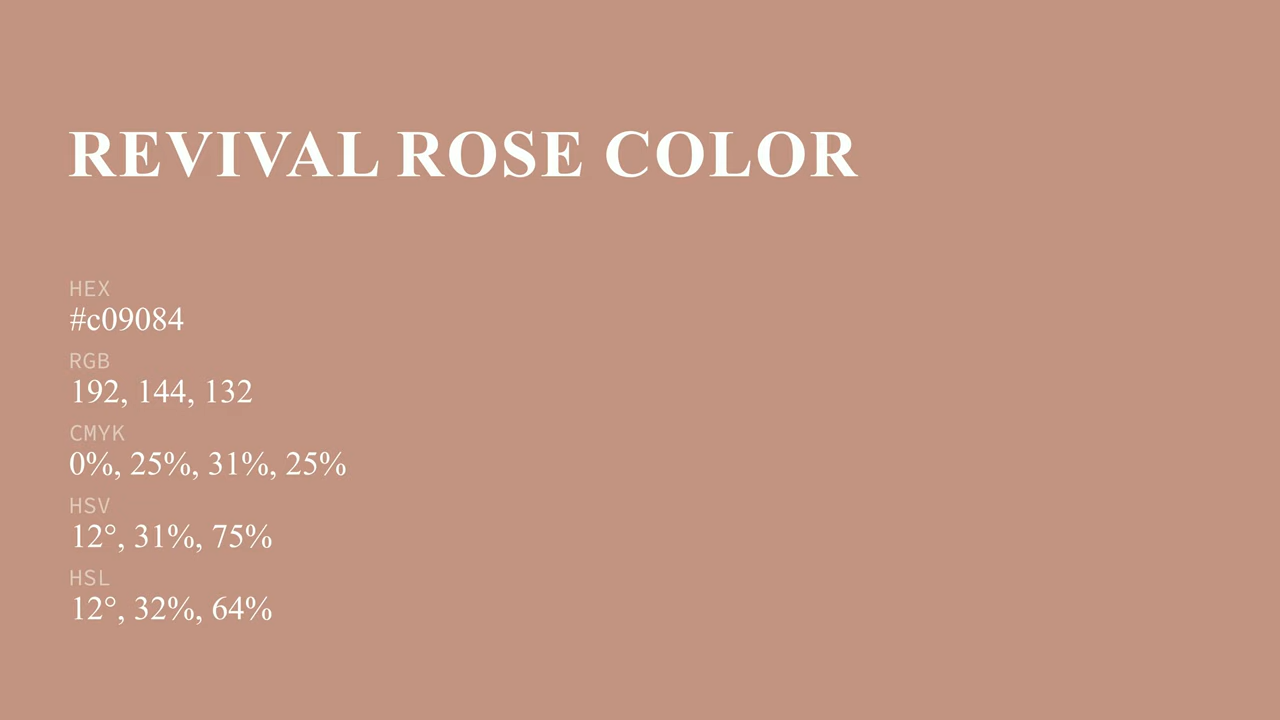 REVIVAL ROSE COLOR
HEX
#c09084
RGB
192, 144, 132
CMYK
0%, 25%, 31%, 25%
HSV
12°, 31%, 75%
HSL
12°, 32%, 64%